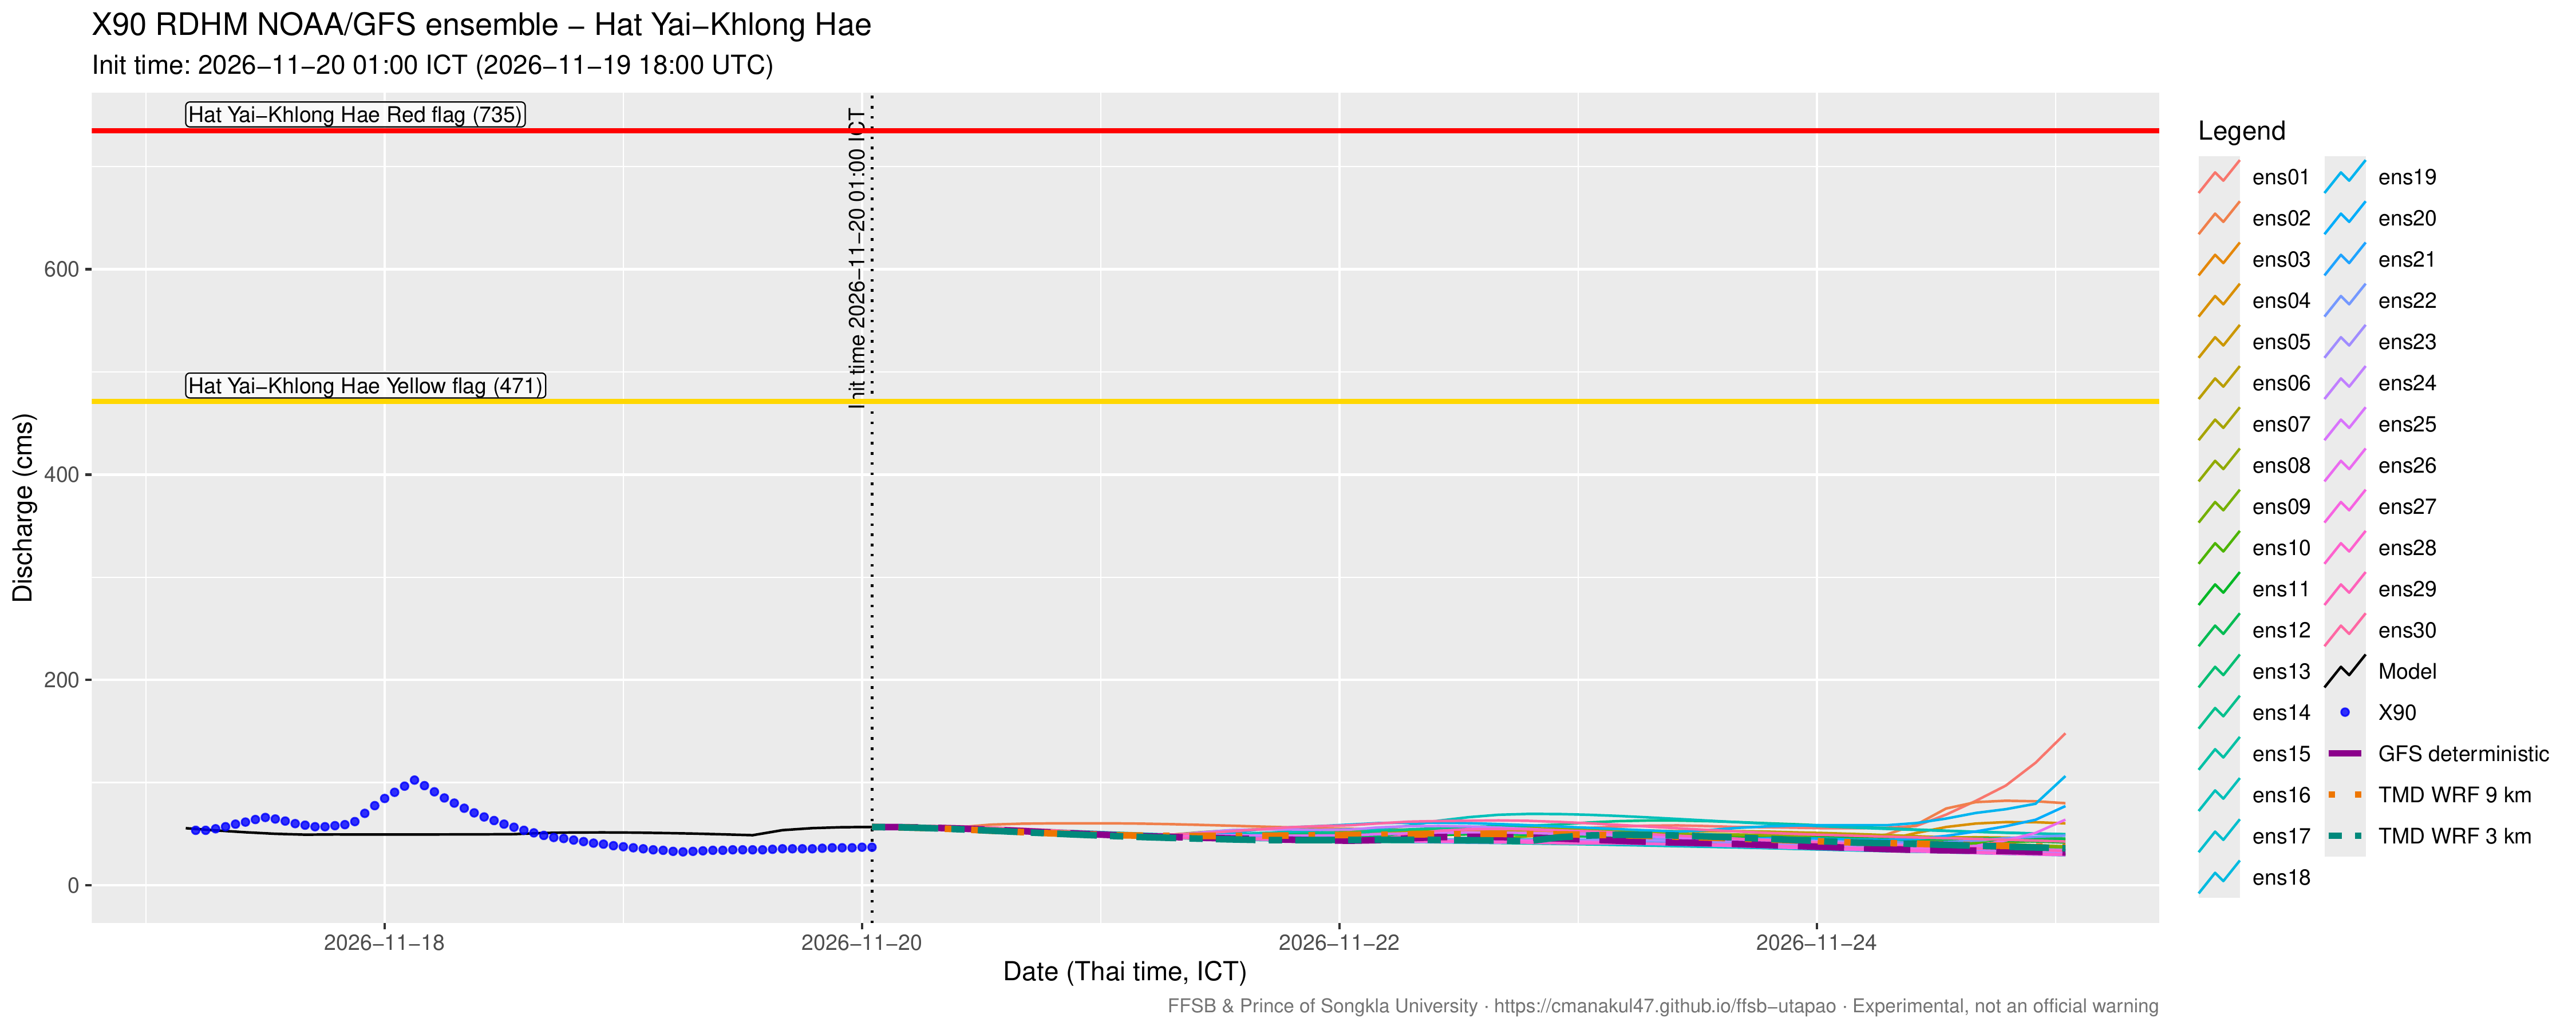 X90 RDHM NOAA/GFS ensemble – Hat Yai–Khlong Hae
Init time: 2026–11–20 01:00 ICT (2026–11–19 18:00 UTC)
Hat Yai–Khlong Hae Red flag (735)
Hat Yai–Khlong Hae Yellow flag (471)
Init time 2026–11–20 01:00 ICT
Discharge (cms)
600
400
200
0
2026–11–18
2026–11–20
2026–11–22
2026–11–24
Date (Thai time, ICT)
Legend
ens01
ens02
ens03
ens04
ens05
ens06
ens07
ens08
ens09
ens10
ens11
ens12
ens13
ens14
ens15
ens16
ens17
ens18
ens19
ens20
ens21
ens22
ens23
ens24
ens25
ens26
ens27
ens28
ens29
ens30
Model
X90
GFS deterministic
TMD WRF 9 km
TMD WRF 3 km
FFSB & Prince of Songkla University · https://cmanakul47.github.io/ffsb–utapao · Experimental, not an official warning